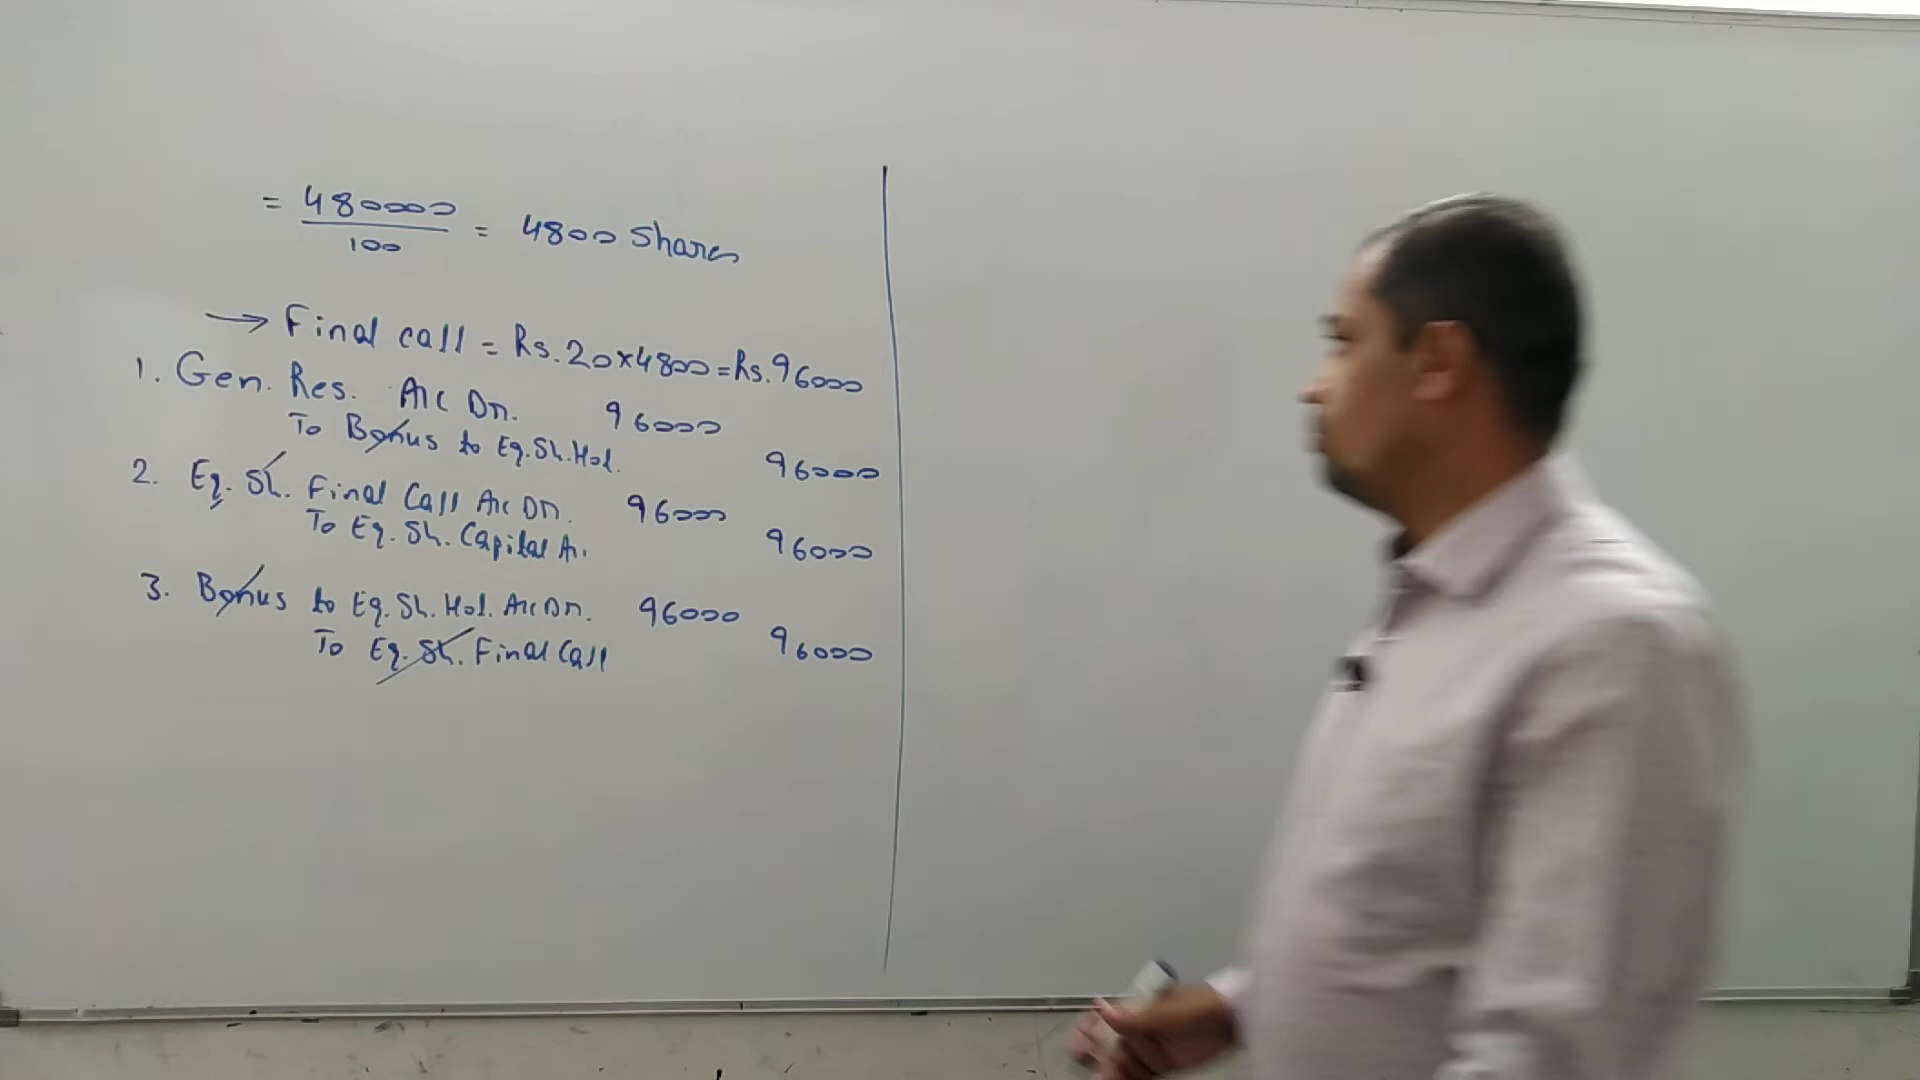 = 480000 / 100 = 4800 Shares
→ Final call = Rs.20x4800=Rs.96000
1. Gen. Res. A/c Dr. 96000
To Bonus to Eq.Sh.Hol. 96000
2. Eq. Sh. Final Call A/c Dr. 96000
To Eq. Sh. Capital A. 96000
3. Bonus to Eq.Sh.Hol. A/c Dr. 96000
To Eq. Sh. Final Call 96000